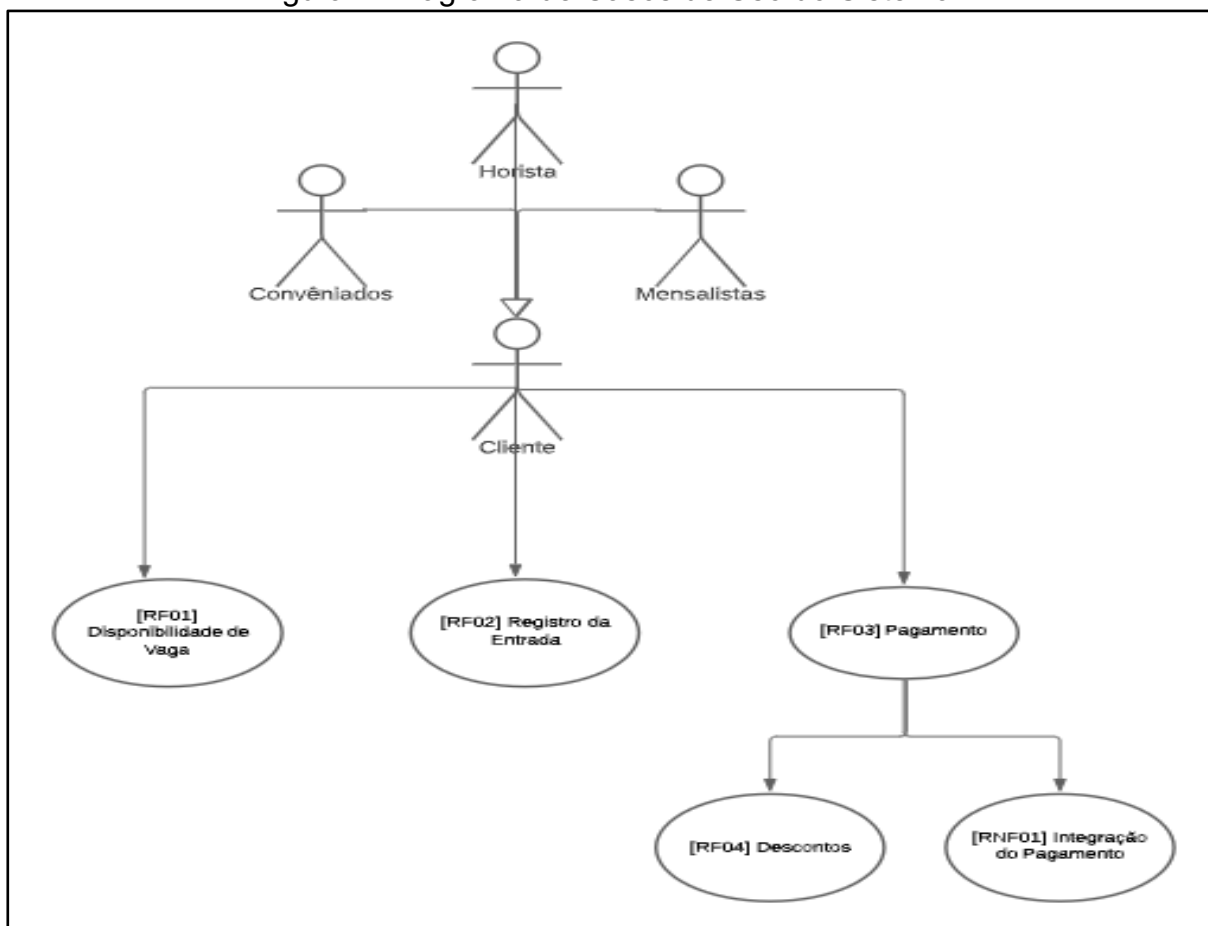 Horista
Convêniados
Mensalistas
Cliente
[RF01]
Disponibilidade de
Vaga
[RF02] Registro da
Entrada
[RF03] Pagamento
[RF04] Descontos
[RNF01] Integração
do Pagamento